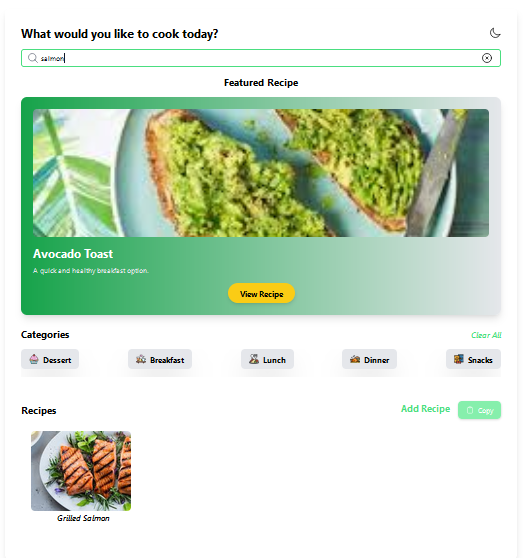 What would you like to cook today?
salmon
Featured Recipe
Avocado Toast
A quick and healthy breakfast option.
View Recipe
Categories
Clear All
Dessert
Breakfast
Lunch
Dinner
Snacks
Recipes
Add Recipe
Copy
Grilled Salmon